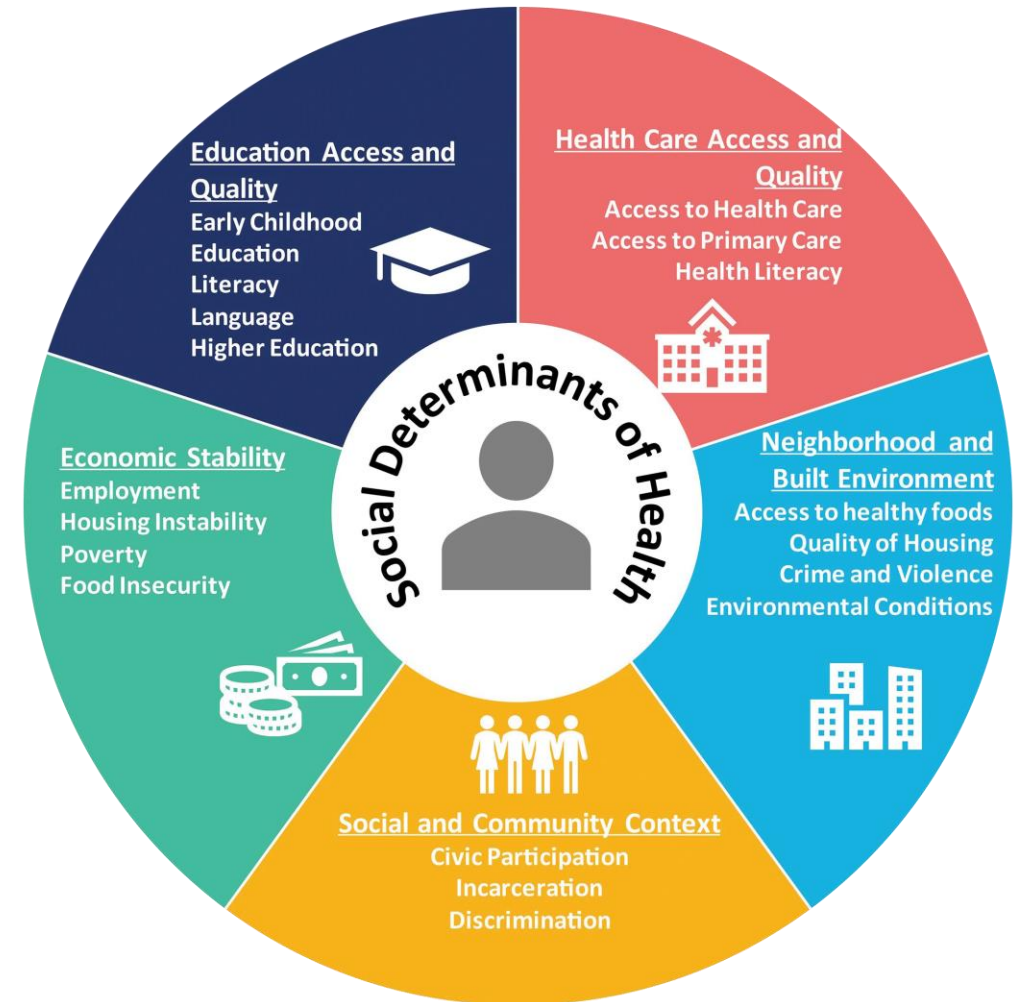 Social Determinants of Health
Education Access and
Quality
Early Childhood
Education
Literacy
Language
Higher Education
Health Care Access and
Quality
Access to Health Care
Access to Primary Care
Health Literacy
Neighborhood and
Built Environment
Access to healthy foods
Quality of Housing
Crime and Violence
Environmental Conditions
Social and Community Context
Civic Participation
Incarceration
Discrimination
Economic Stability
Employment
Housing Instability
Poverty
Food Insecurity